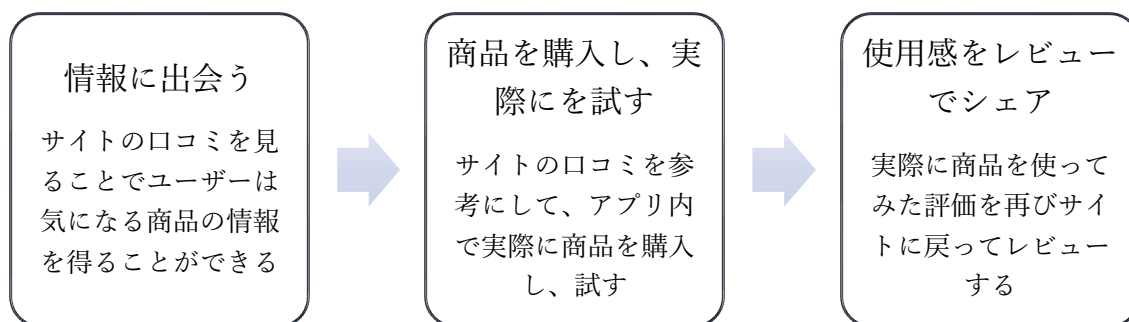 情報に出会う
サイトの口コミを見
ることでユーザーは
気になる商品の情報
を得ることができる
商品を購入し、実
際にを試す
サイトの口コミを参
考にして、アプリ内
で実際に商品を購入
し、試す
使用感をレビュー
でシェア
実際に商品を使って
みた評価を再びサイ
トに戻ってレビュー
する